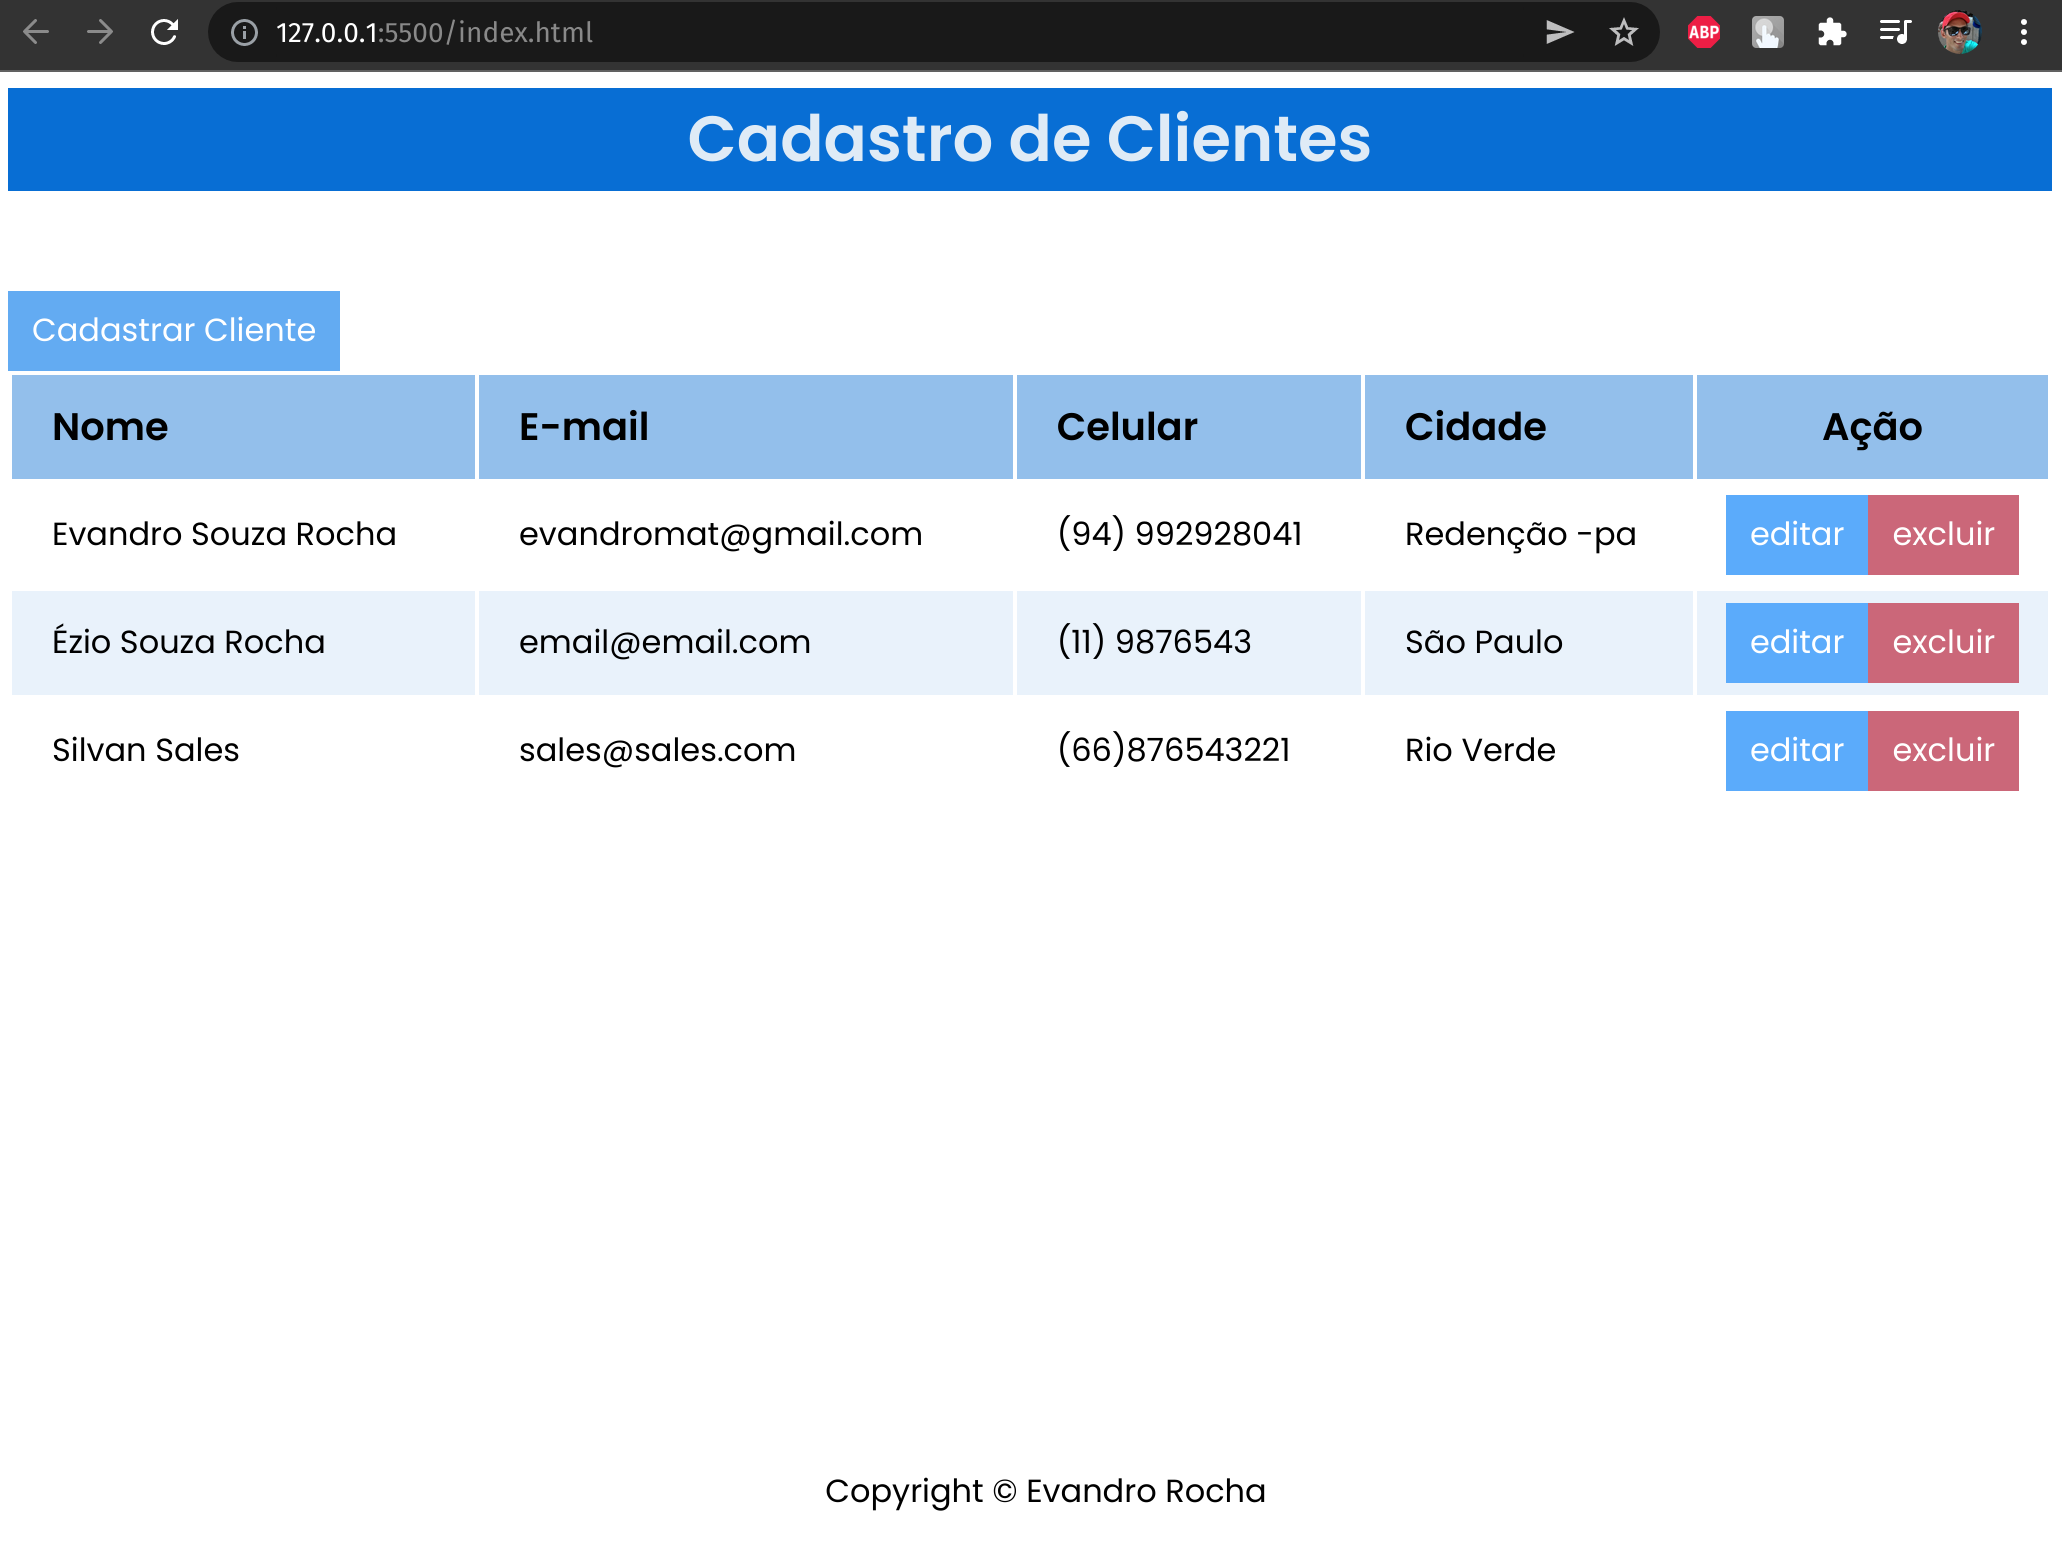 127.0.0.1:5500/index.html
ABP
Cadastro de Clientes
Cadastrar Cliente
Nome E-mail Celular Cidade Ação
Evandro Souza Rocha evandromat@gmail.com (94) 992928041 Redenção -pa editar excluir
Ézio Souza Rocha email@email.com (11) 9876543 São Paulo editar excluir
Silvan Sales sales@sales.com (66)876543221 Rio Verde editar excluir
Copyright © Evandro Rocha